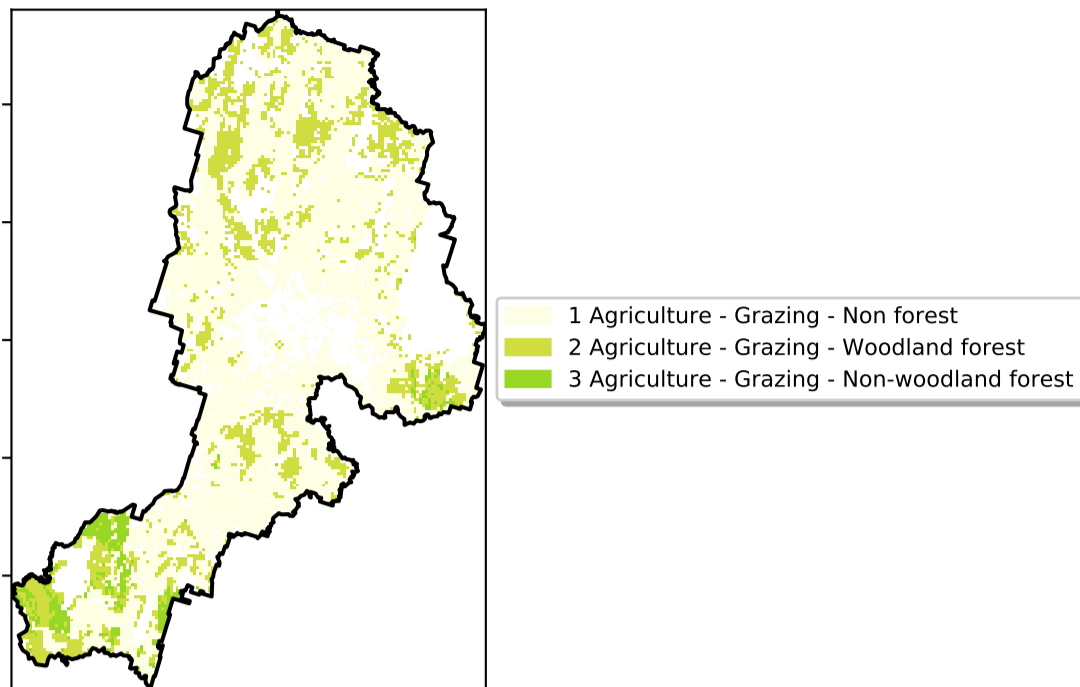 1 Agriculture - Grazing - Non forest
2 Agriculture - Grazing - Woodland forest
3 Agriculture - Grazing - Non-woodland forest